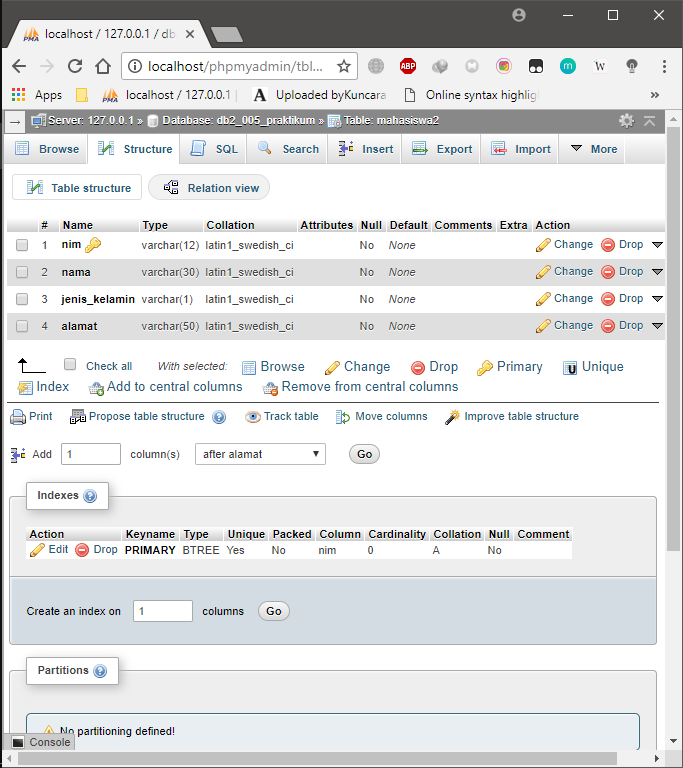 PMA localhost / 127.0.0.1 / db ×
localhost/phpmyadmin/tbl... ABP m W
Apps PMA localhost / 127.0.0.1 A Uploaded byKuncara Online syntax highlig »
Server: 127.0.0.1 » Database: db2_005_praktikum » Table: mahasiswa2
Browse Structure SQL Search Insert Export Import More
Table structure Relation view
# Name Type Collation Attributes Null Default Comments Extra Action
1 nim varchar(12) latin1_swedish_ci No None Change Drop
2 nama varchar(30) latin1_swedish_ci No None Change Drop
3 jenis_kelamin varchar(1) latin1_swedish_ci No None Change Drop
4 alamat varchar(50) latin1_swedish_ci No None Change Drop
Check all With selected: Browse Change Drop Primary U Unique
Index Add to central columns Remove from central columns
Print Propose table structure Track table Move columns Improve table structure
Add 1 column(s) after alamat Go
Indexes
Action Keyname Type Unique Packed Column Cardinality Collation Null Comment
Edit Drop PRIMARY BTREE Yes No nim 0 A No
Create an index on 1 columns Go
Partitions
No partitioning defined!
Console